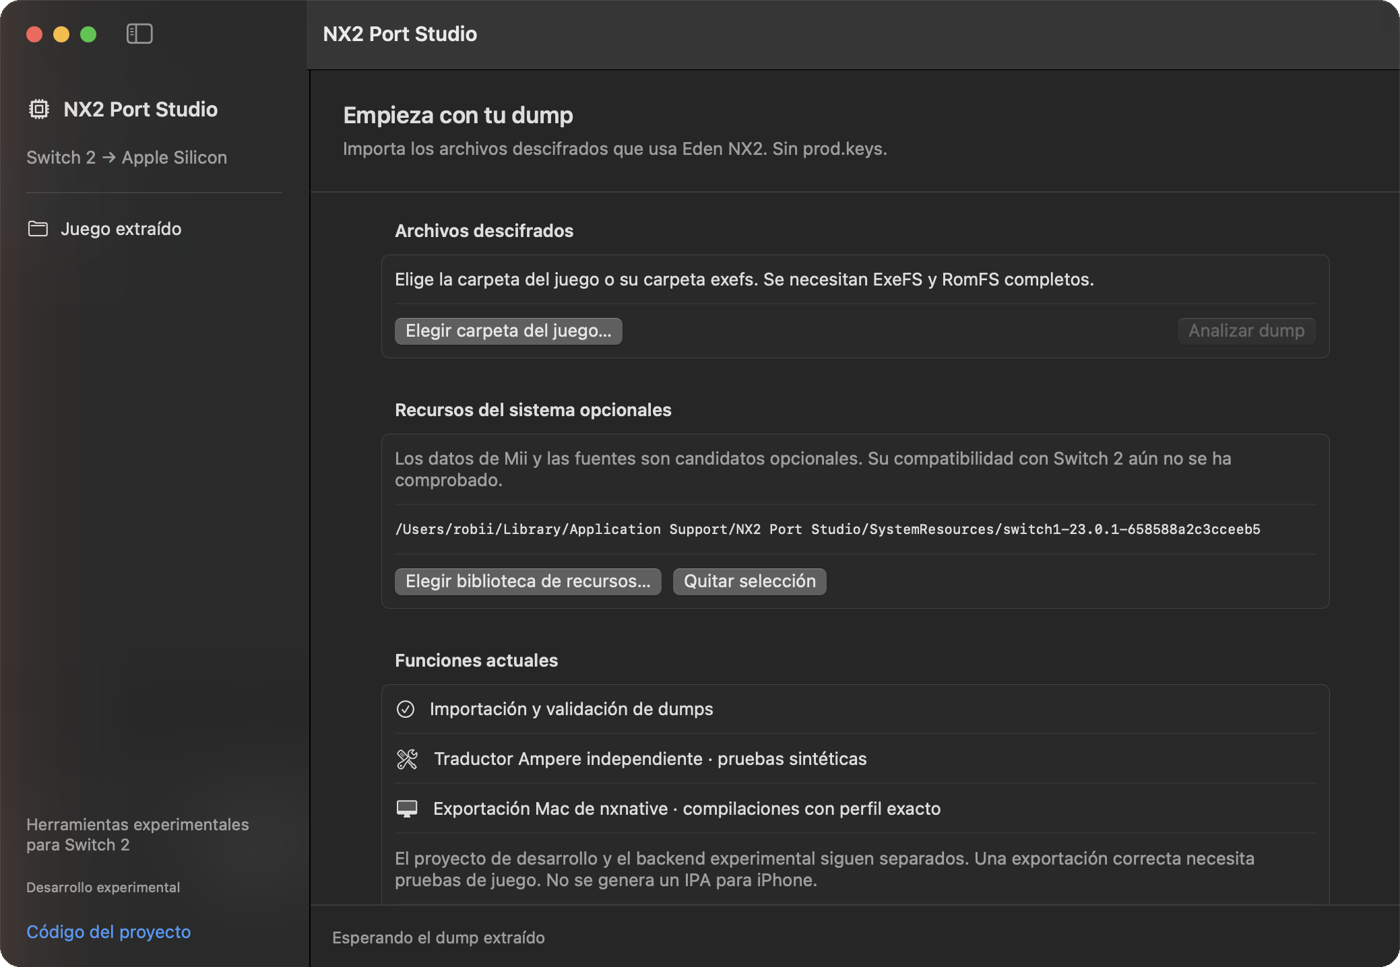 NX2 Port Studio
NX2 Port Studio
Switch 2 → Apple Silicon
Juego extraído
Herramientas experimentales
para Switch 2
Desarrollo experimental
Código del proyecto
Empieza con tu dump
Importa los archivos descifrados que usa Eden NX2. Sin prod.keys.
Archivos descifrados
Elige la carpeta del juego o su carpeta exefs. Se necesitan ExeFS y RomFS completos.
Elegir carpeta del juego... Analizar dump
Recursos del sistema opcionales
Los datos de Mii y las fuentes son candidatos opcionales. Su compatibilidad con Switch 2 aún no se ha
comprobado.
/Users/robii/Library/Application Support/NX2 Port Studio/SystemResources/switch1-23.0.1-658588a2c3cceeb5
Elegir biblioteca de recursos... Quitar selección
Funciones actuales
Importación y validación de dumps
Traductor Ampere independiente · pruebas sintéticas
Exportación Mac de nxnative · compilaciones con perfil exacto
El proyecto de desarrollo y el backend experimental siguen separados. Una exportación correcta necesita
pruebas de juego. No se genera un IPA para iPhone.
Esperando el dump extraído